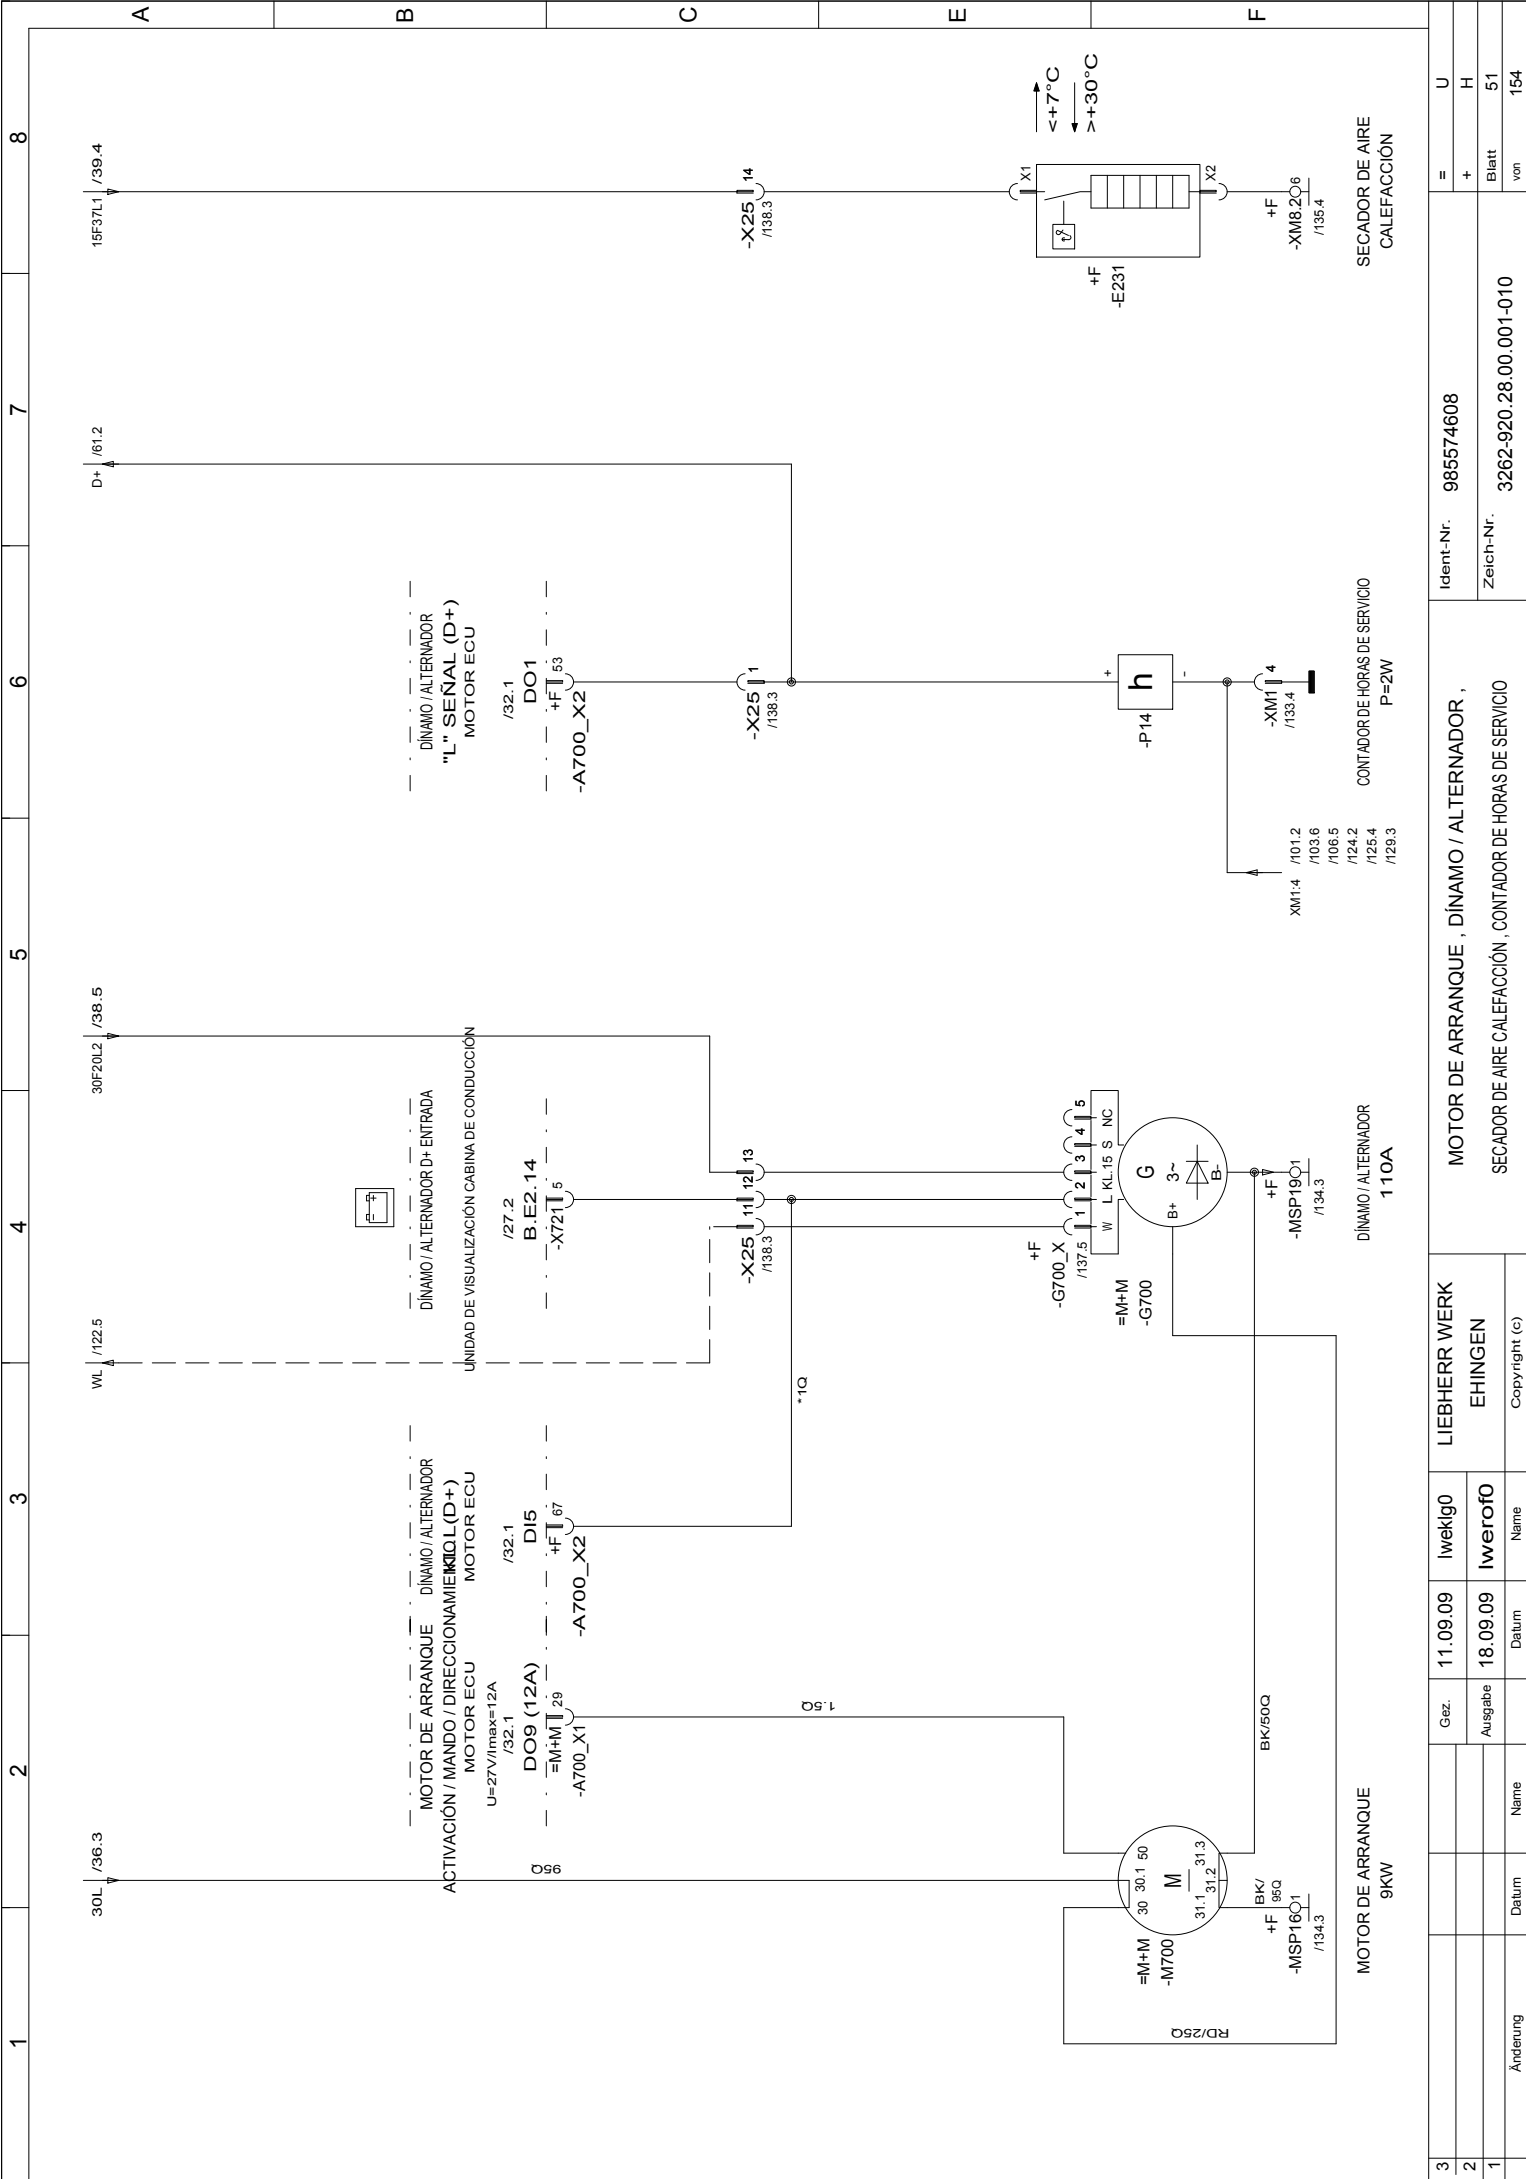 1
2
3
4
5
6
7
8
A
B
C
E
F
30L /36.3
WL /122.5
30F20L2 /38.5
D+ /61.2
15F37L1 /39.4
MOTOR DE ARRANQUE
ACTIVACIÓN / MANDO / DIRECCIONAMIENTO
MOTOR ECU
U=27V/Imax=12A
/32.1
DO9 (12A)
=M+M 29
-A700_X1
DÍNAMO / ALTERNADOR
KL. L(D+)
MOTOR ECU
/32.1
DI5
+F 67
-A700_X2
DÍNAMO / ALTERNADOR D+ ENTRADA
UNIDAD DE VISUALIZACIÓN CABINA DE CONDUCCIÓN
/27.2
B.E2.14
-X721 5
DÍNAMO / ALTERNADOR
"L" SEÑAL (D+)
MOTOR ECU
/32.1
DO1
+F 53
-A700_X2
95Q
1.5Q
*1Q
-X25 11 12 13
/138.3
-X25 1
/138.3
-X25 14
/138.3
<+7°C
>+30°C
X1
ϑ
X2
+F
-E231
+F
-XM8.2 6
/135.4
SECADOR DE AIRE
CALEFACCIÓN
+
h
-
-P14
-XM1 4
/133.4
XM1:4 /101.2
/103.6
/106.5
/124.2
/125.4
/129.3
CONTADOR DE HORAS DE SERVICIO
P=2W
+F
-G700_X
/137.5
1 2 3 4 5
W L KL.15 S NC
=M+M
-G700
G
3~
B+
B-
+F
-MSP19 1
/134.3
DÍNAMO / ALTERNADOR
110A
BK/50Q
RD/25Q
=M+M
-M700
30 30.1 50
M
31.1 31.2 31.3
BK/
95Q
+F
-MSP16 1
/134.3
MOTOR DE ARRANQUE
9KW
3
2
1
Änderung
Datum
Name
Gez. 11.09.09 lweklg0
Ausgabe 18.09.09 lwerof0
Datum
Name
LIEBHERR WERK
EHINGEN
Copyright (c)
MOTOR DE ARRANQUE , DÍNAMO / ALTERNADOR ,
SECADOR DE AIRE CALEFACCIÓN , CONTADOR DE HORAS DE SERVICIO
Ident-Nr. 985574608
Zeich-Nr. 3262-920.28.00.001-010
= U
+ H
Blatt 51
von 154